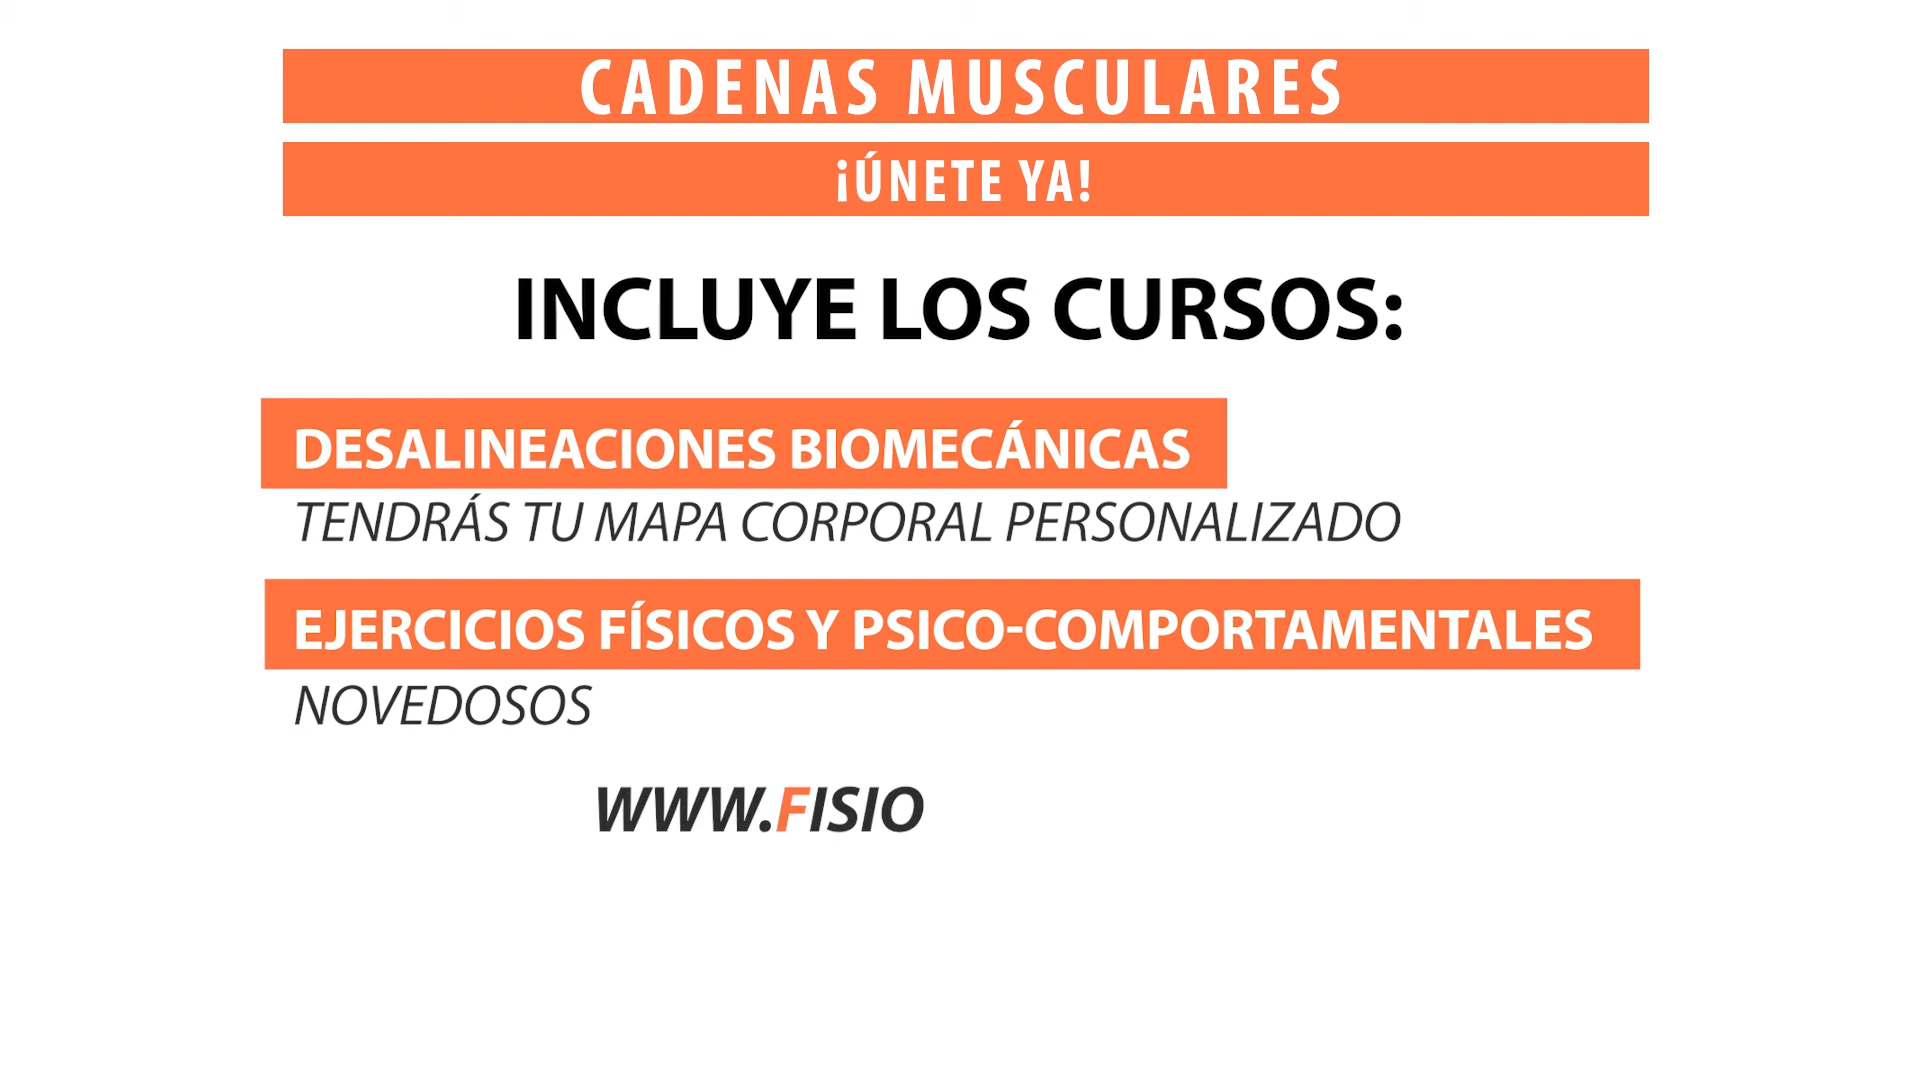 CADENAS MUSCULARES
¡ÚNETE YA!
INCLUYE LOS CURSOS:
DESALINEACIONES BIOMECÁNICAS
TENDRÁS TU MAPA CORPORAL PERSONALIZADO
EJERCICIOS FÍSICOS Y PSICO-COMPORTAMENTALES
NOVEDOSOS
WWW.FISIO